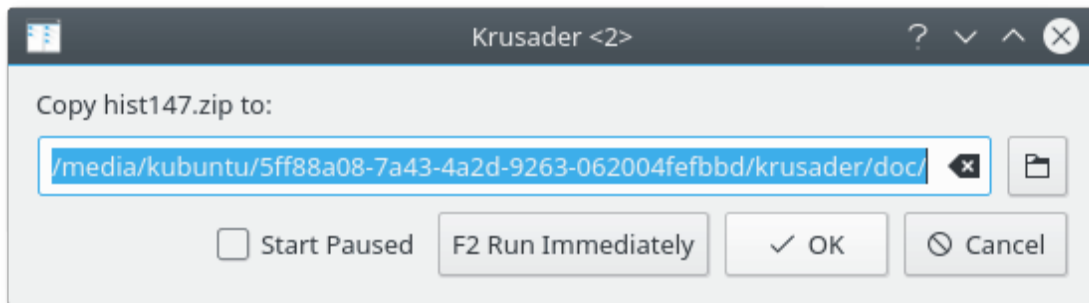 Krusader <2>
Copy hist147.zip to:
/media/kubuntu/5ff88a08-7a43-4a2d-9263-062004fefbbd/krusader/doc/
Start Paused F2 Run Immediately OK Cancel